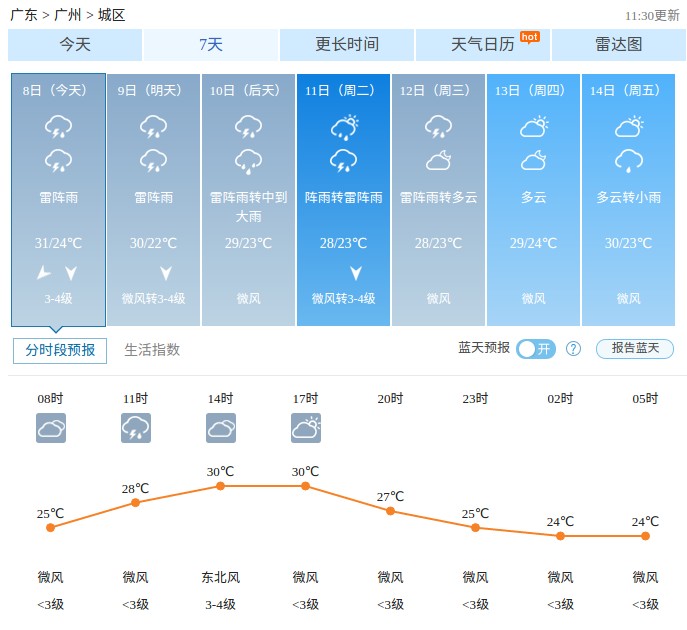 广东 > 广州 > 城区 11:30更新
今天 7天 更长时间 天气日历 hot 雷达图
8日（今天） 9日（明天） 10日（后天） 11日（周二） 12日（周三） 13日（周四） 14日（周五）
雷阵雨 雷阵雨 雷阵雨转中到 阵雨转雷阵雨 雷阵雨转多云 多云 多云转小雨
大雨
31/24℃ 30/22℃ 29/23℃ 28/23℃ 28/23℃ 29/24℃ 30/23℃
3-4级 微风转3-4级 微风 微风转3-4级 微风 微风 微风
分时段预报 生活指数 蓝天预报 开 ? 报告蓝天
08时 11时 14时 17时 20时 23时 02时 05时
25℃ 28℃ 30℃ 30℃ 27℃ 25℃ 24℃ 24℃
微风 微风 东北风 微风 微风 微风 微风 微风
<3级 <3级 3-4级 <3级 <3级 <3级 <3级 <3级